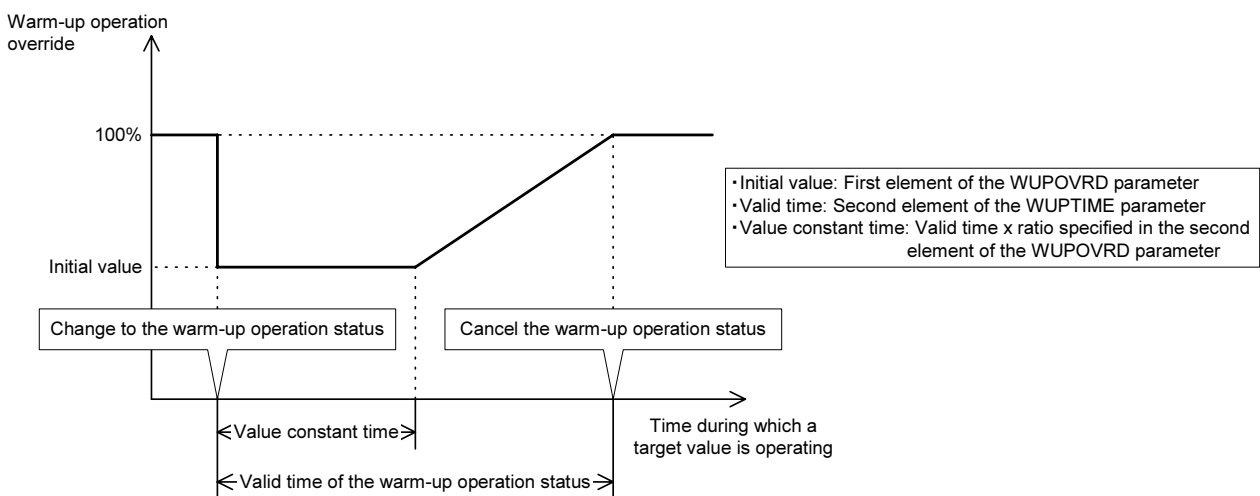 Warm-up operation
override
100%
・Initial value: First element of the WUPOVRD parameter
・Valid time: Second element of the WUPTIME parameter
・Value constant time: Valid time x ratio specified in the second
element of the WUPOVRD parameter
Initial value
Change to the warm-up operation status
Cancel the warm-up operation status
Value constant time
Time during which a
target value is operating
Valid time of the warm-up operation status